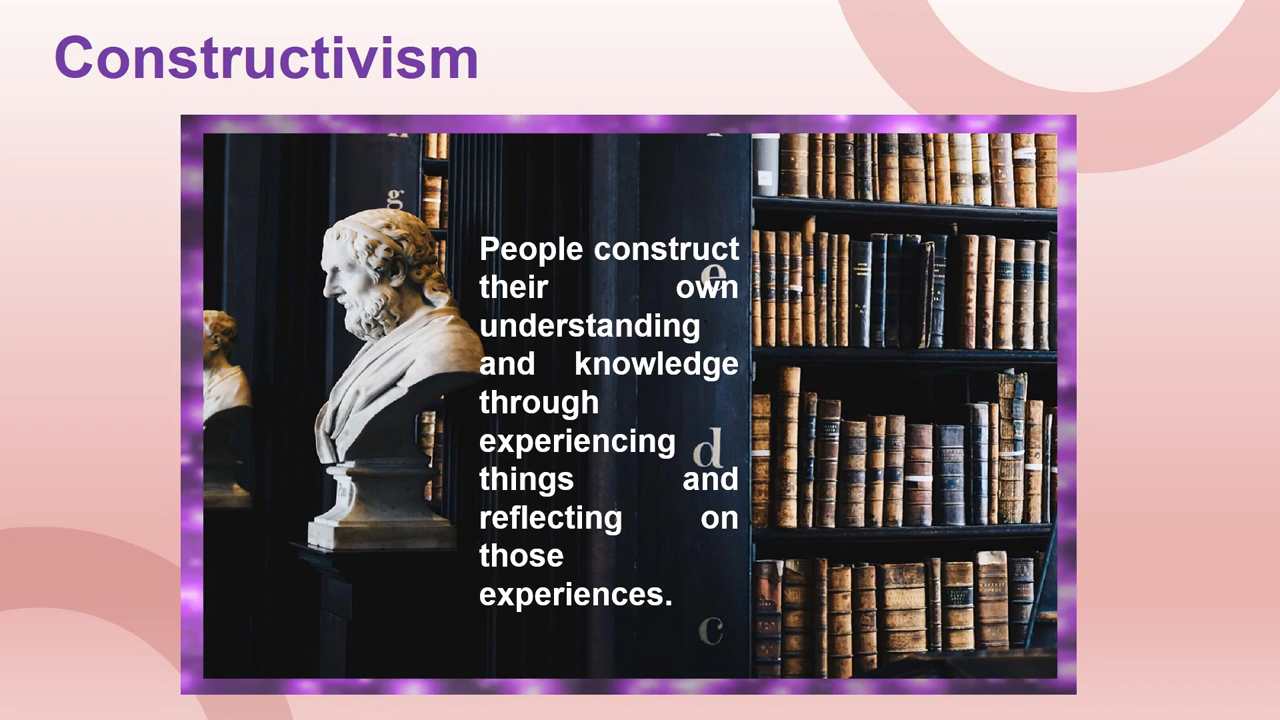 Constructivism
People construct
their own
understanding
and knowledge
through
experiencing
things and
reflecting on
those
experiences.
g
e
d
c